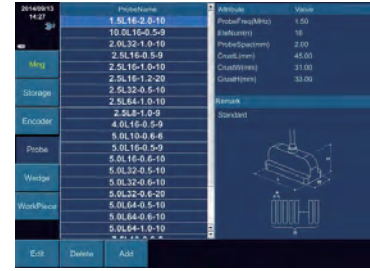 2014/09/13
14:27
Mng
Storage
Encoder
Probe
Wedge
WorkPiece
ProbeName
1.5L16-2.0-10
10.0L16-0.5-9
2.0L32-1.0-10
2.5L16-0.5-9
2.5L16-1.0-10
2.5L16-1.2-20
2.5L32-0.5-10
2.5L64-1.0-10
2.5L8-1.0-9
4.0L16-0.5-9
5.0L10-0.6-6
5.0L16-0.5-9
5.0L16-0.6-10
5.0L32-0.5-10
5.0L32-0.6-10
5.0L32-0.6-20
5.0L64-0.5-10
5.0L64-0.6-10
5.0L64-1.0-10
Attribute Value
ProbeFreq(MHz) 1.50
EleNum(n) 16
ProbeSpac(mm) 2.00
CrustL(mm) 45.00
CrustW(mm) 31.00
CrustH(mm) 33.00
Remark
Standard
Edit Delete Add